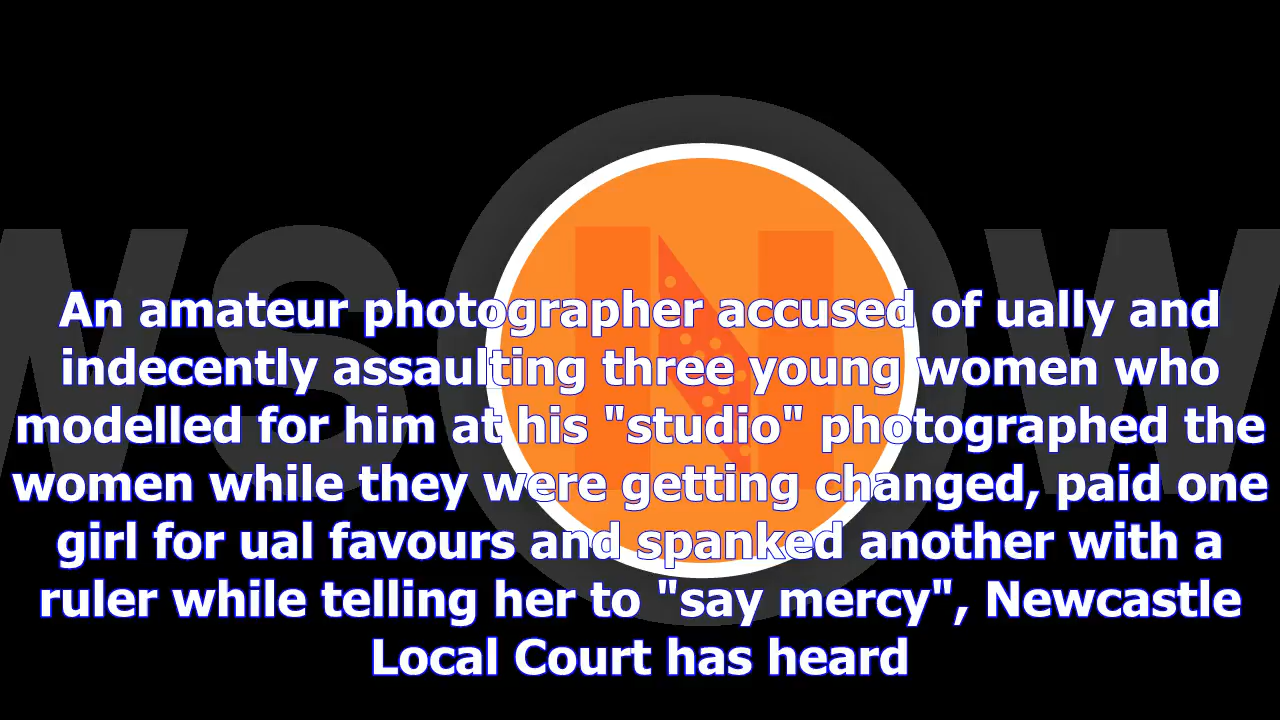 ws N ow
An amateur photographer accused of ually and
indecently assaulting three young women who
modelled for him at his "studio" photographed the
women while they were getting changed, paid one
girl for ual favours and spanked another with a
ruler while telling her to "say mercy", Newcastle
Local Court has heard